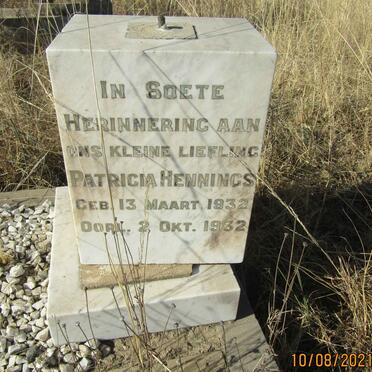 IN SOETE
HERINNERING AAN
ONS KLEINE LIEFLING
PATRICIA HENNINGS
GEB. 13 MAART. 1932
OORL. 2 OKT. 1932
10/08/2021